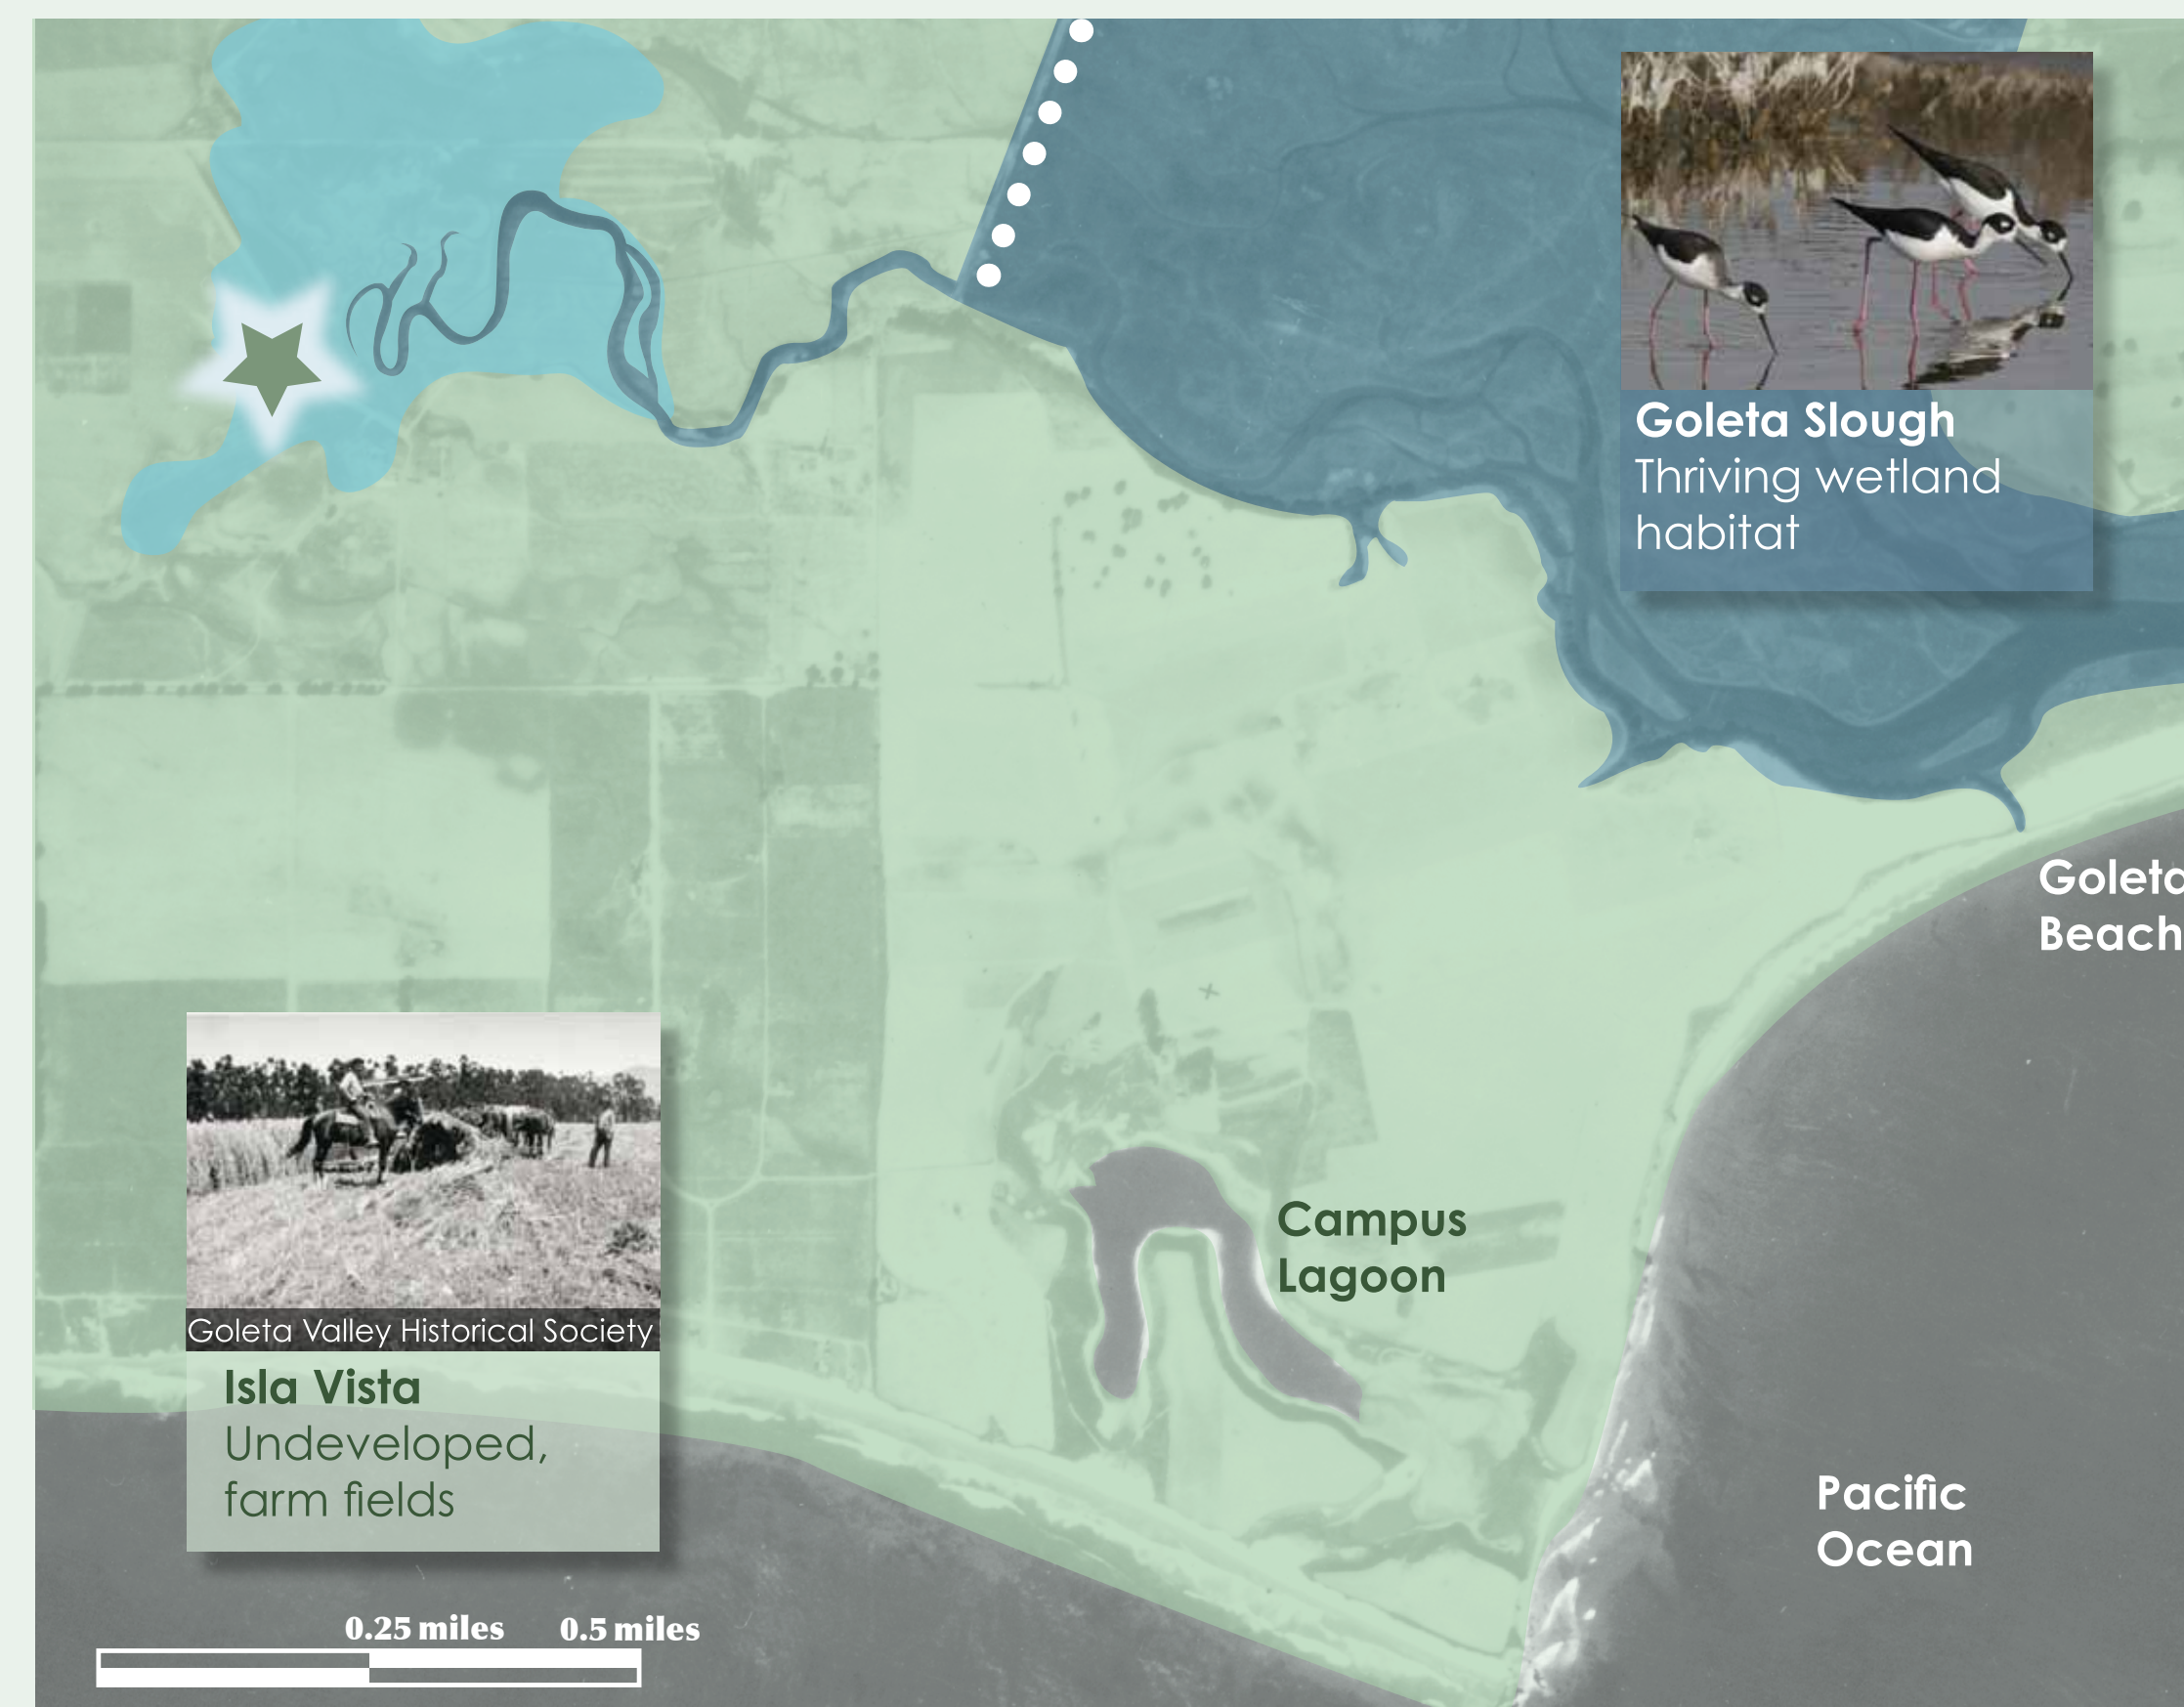 Goleta Slough
Thriving wetland
habitat
Beach
Goleta Valley Historical Society
Isla Vista
Undeveloped,
farm fields
Campus
Lagoon
Pacific
Ocean
0.25 miles 0.5 miles